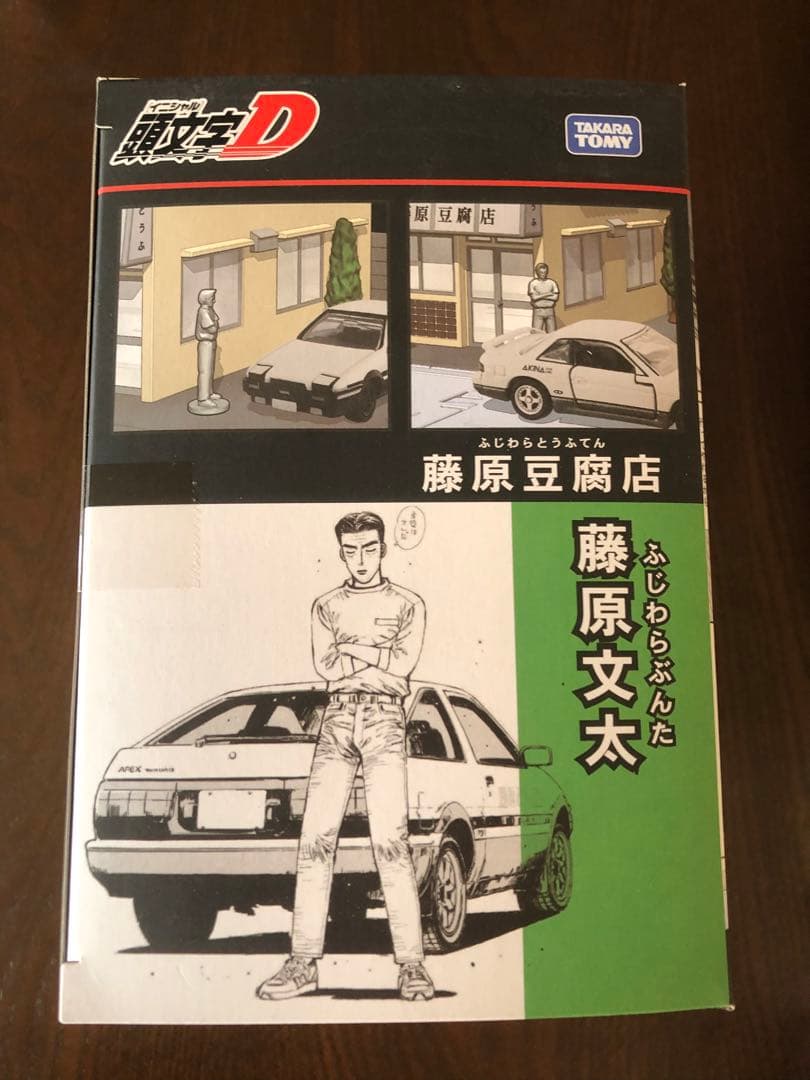 イニシャル
頭文字D
TAKARA
TOMY
とうふ
原豆腐店
うふ
AKINA
ふじわらとうふてん
藤原豆腐店
ふじわらぶんた
藤原文太
APEX